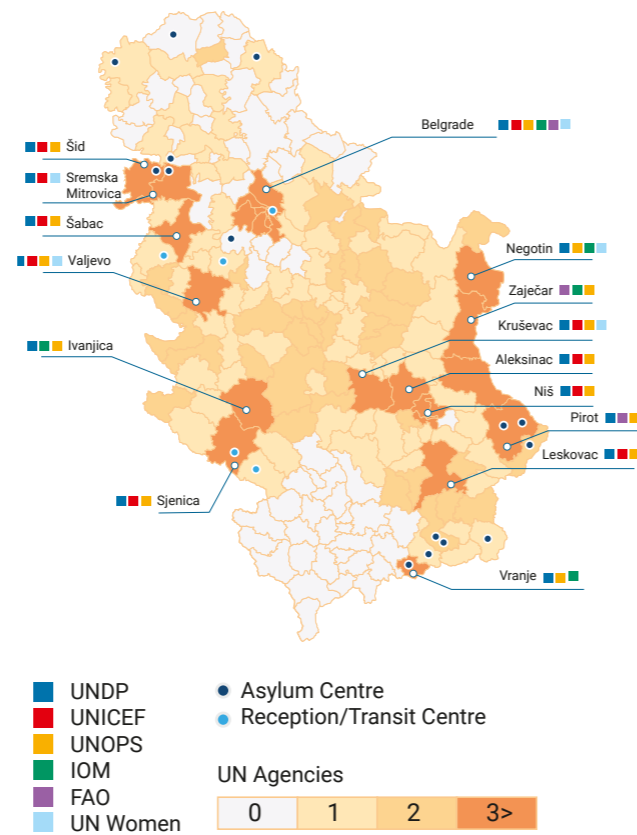 Belgrade
Šid
Sremska
Mitrovica
Šabac
Valjevo
Ivanjica
Sjenica
Negotin
Zaječar
Kruševac
Aleksinac
Niš
Pirot
Leskovac
Vranje
UNDP
UNICEF
UNOPS
IOM
FAO
UN Women
Asylum Centre
Reception/Transit Centre
UN Agencies
0 1 2 3>